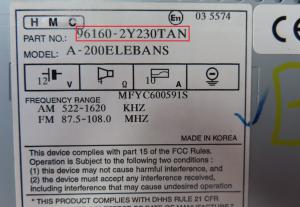 H M C E11 03 5574
PART NO.: 96160-2Y230TAN
MODEL: A-200ELEBANS
CE
12 V Ω 10 A
MFYC600591S
FREQUENCY RANGE
AM 522-1620 KHZ
FM 87.5-108.0 MHZ
MADE IN KOREA
This device complies with part 15 of the FCC Rules.
Operation is Subject to the following two conditions:
(1) this device may not cause harmful interference, and
(2) this device must accept any interference received,
including interference that may cause undesired operation
* THIS PRODUCT COMPLIES WITH DHHS RULE 21 CFR